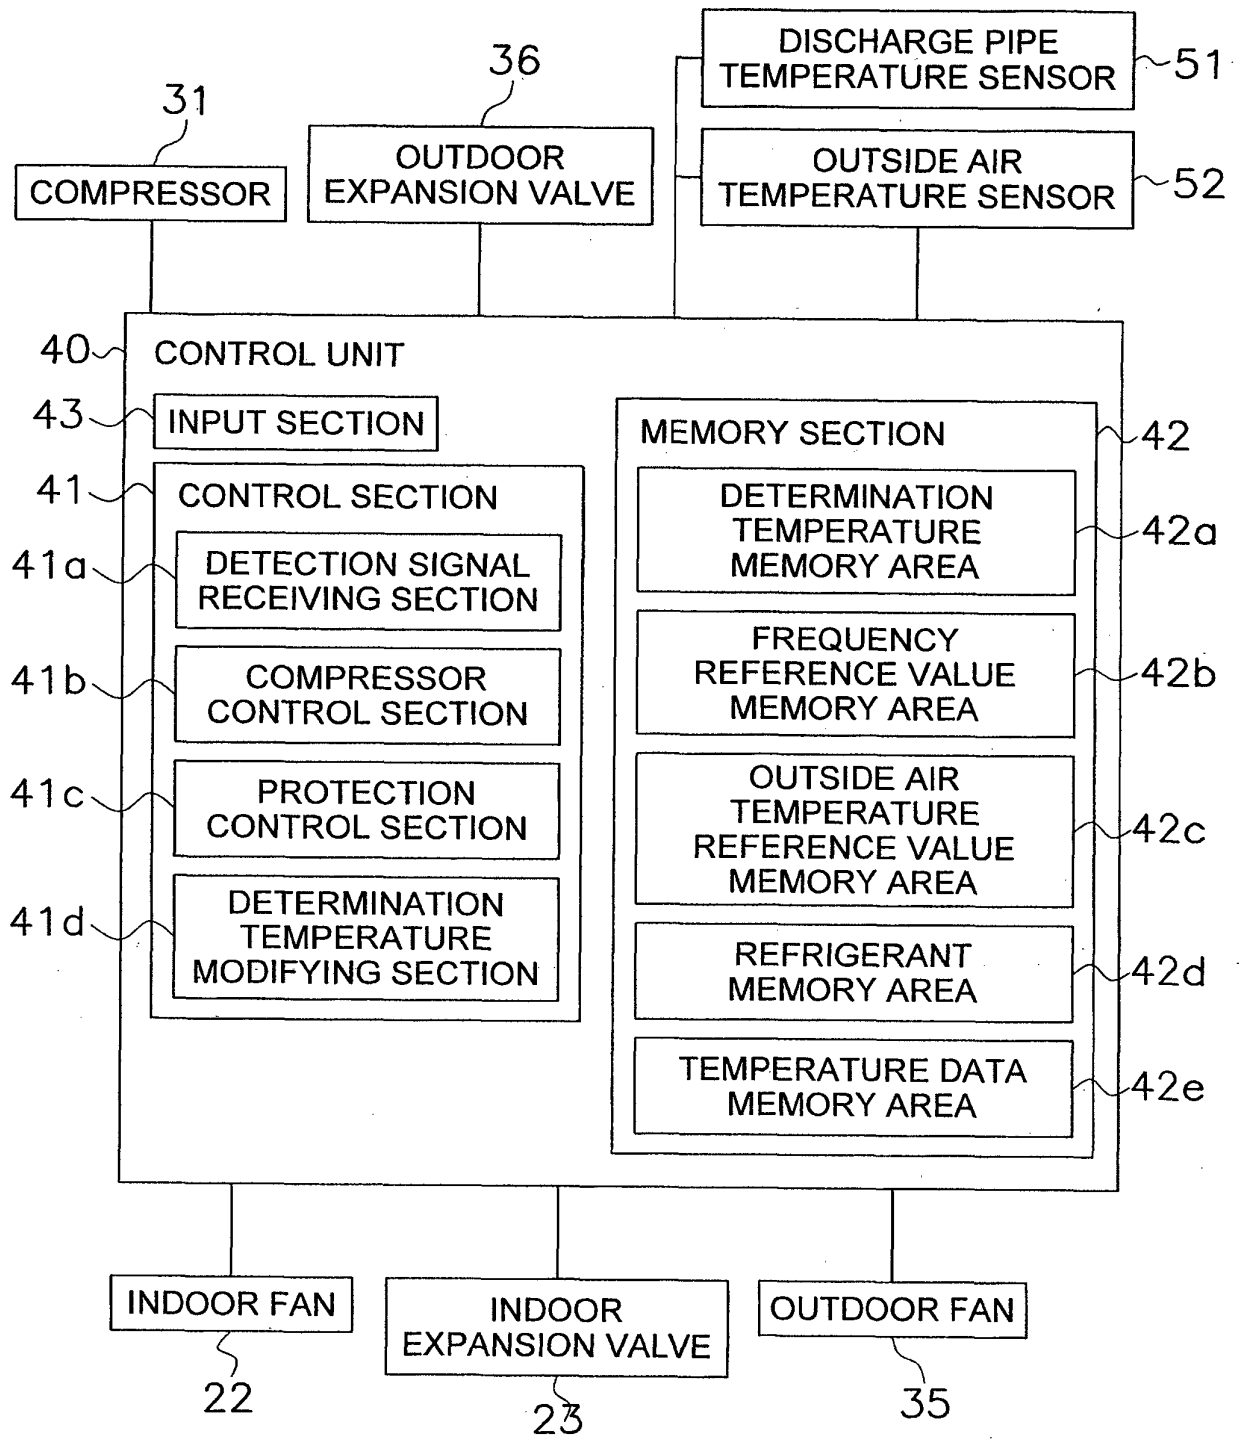 31
COMPRESSOR
36
OUTDOOR
EXPANSION VALVE
DISCHARGE PIPE
TEMPERATURE SENSOR
51
OUTSIDE AIR
TEMPERATURE SENSOR
52
40
CONTROL UNIT
43
INPUT SECTION
41
CONTROL SECTION
41a
DETECTION SIGNAL
RECEIVING SECTION
41b
COMPRESSOR
CONTROL SECTION
41c
PROTECTION
CONTROL SECTION
41d
DETERMINATION
TEMPERATURE
MODIFYING SECTION
MEMORY SECTION
42
DETERMINATION
TEMPERATURE
MEMORY AREA
42a
FREQUENCY
REFERENCE VALUE
MEMORY AREA
42b
OUTSIDE AIR
TEMPERATURE
REFERENCE VALUE
MEMORY AREA
42c
REFRIGERANT
MEMORY AREA
42d
TEMPERATURE DATA
MEMORY AREA
42e
INDOOR FAN
22
INDOOR
EXPANSION VALVE
23
OUTDOOR FAN
35